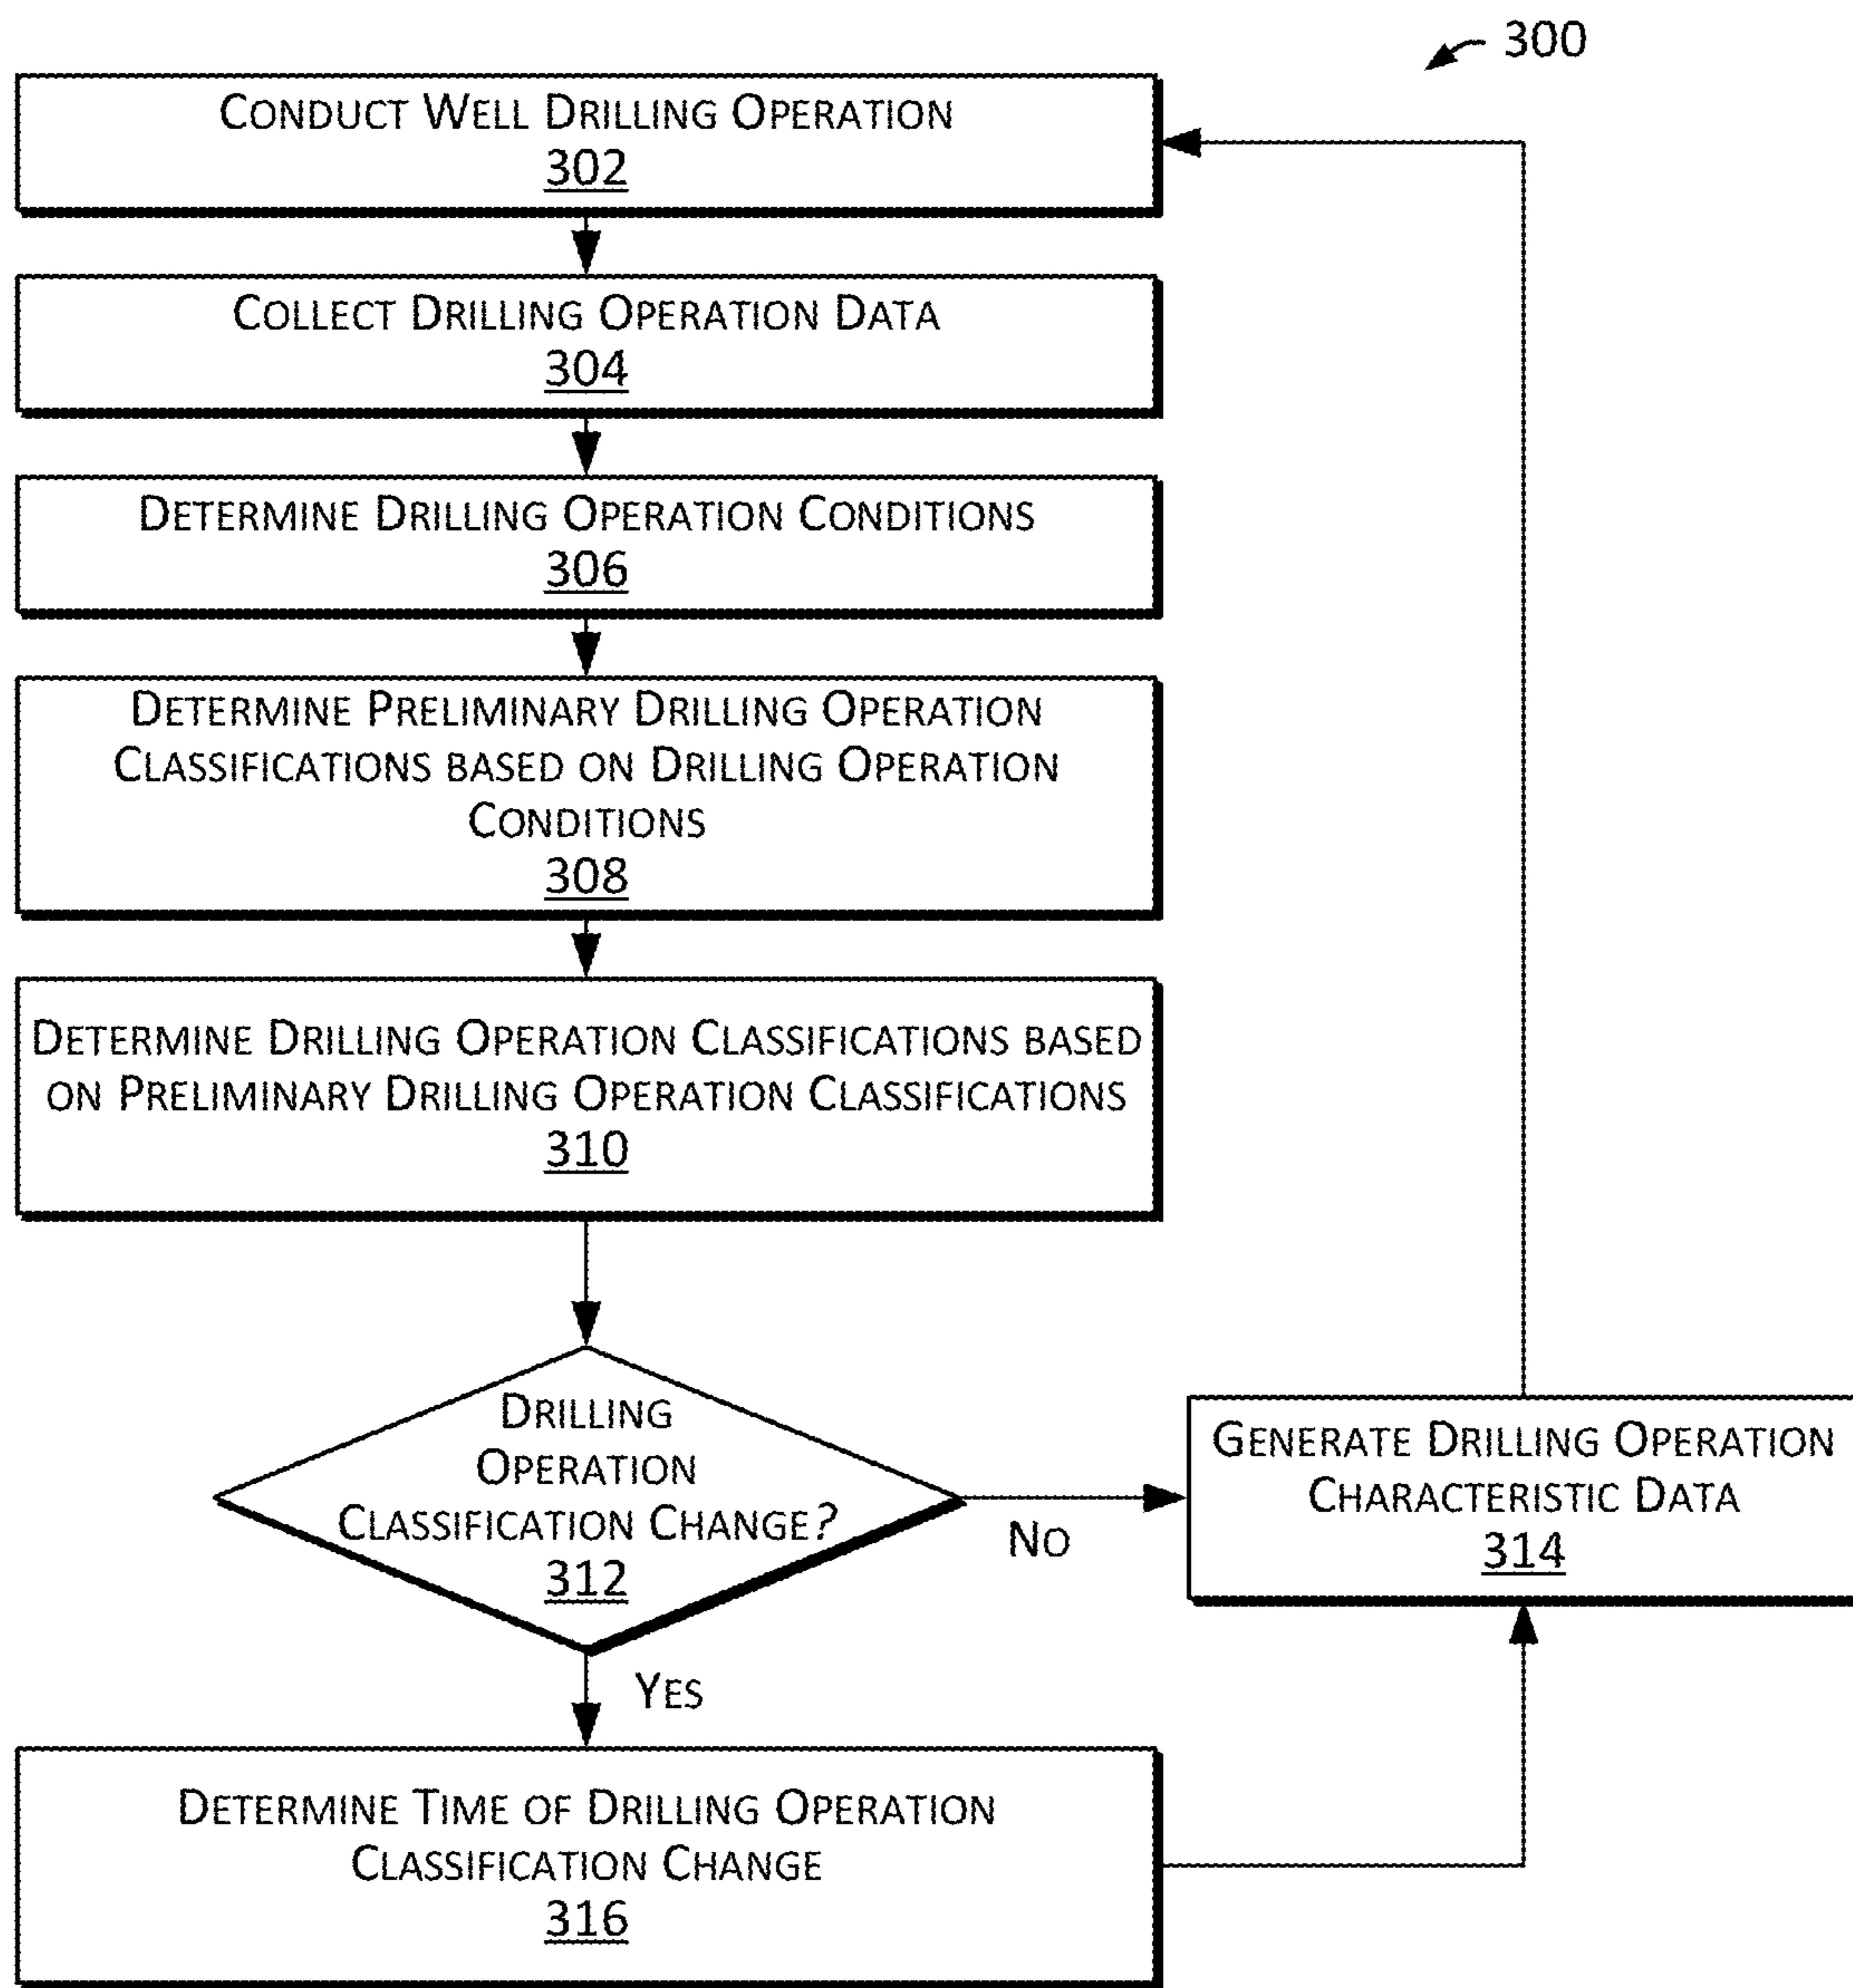 300
CONDUCT WELL DRILLING OPERATION
302
COLLECT DRILLING OPERATION DATA
304
DETERMINE DRILLING OPERATION CONDITIONS
306
DETERMINE PRELIMINARY DRILLING OPERATION
CLASSIFICATIONS BASED ON DRILLING OPERATION
CONDITIONS
308
DETERMINE DRILLING OPERATION CLASSIFICATIONS BASED
ON PRELIMINARY DRILLING OPERATION CLASSIFICATIONS
310
DRILLING
OPERATION
CLASSIFICATION CHANGE?
312
NO
GENERATE DRILLING OPERATION
CHARACTERISTIC DATA
314
YES
DETERMINE TIME OF DRILLING OPERATION
CLASSIFICATION CHANGE
316